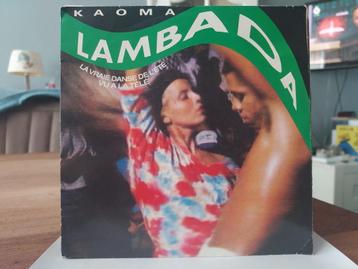 KAOMA
LAMBADA
LA VRAIE DANSE DE L'ÉTÉ
VU A LA TÉLÉ